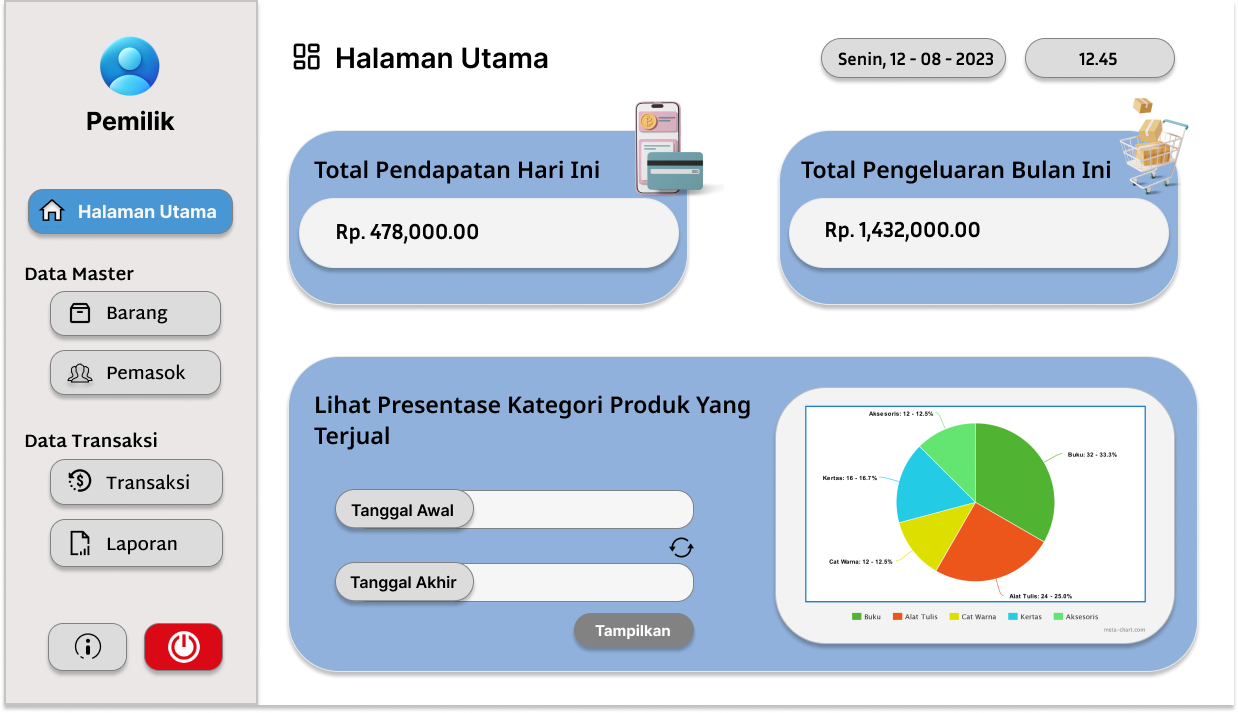 Pemilik
Halaman Utama
Data Master
Barang
Pemasok
Data Transaksi
Transaksi
Laporan
Halaman Utama
Senin, 12 - 08 - 2023
12.45
Total Pendapatan Hari Ini
Rp. 478,000.00
Total Pengeluaran Bulan Ini
Rp. 1,432,000.00
Lihat Presentase Kategori Produk Yang
Terjual
Tanggal Awal
Tanggal Akhir
Tampilkan
Aksesoris: 12 - 12.5%
Buku: 32 - 33.3%
Kertas: 16 - 16.7%
Cat Warna: 12 - 12.5%
Alat Tulis: 24 - 25.0%
Buku Alat Tulis Cat Warna Kertas Aksesoris
meta-chart.com